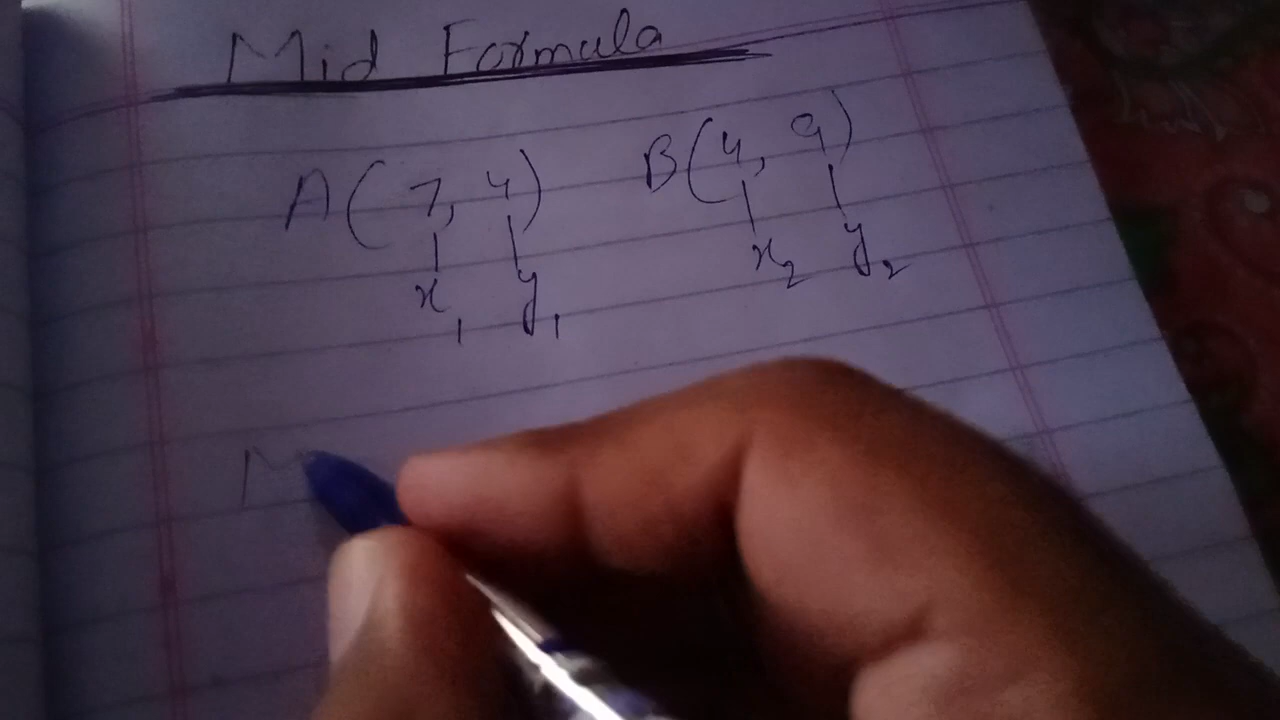 Mid Formula
A(7, 4) B(4, 9)
x1 y1 x2 y2
M